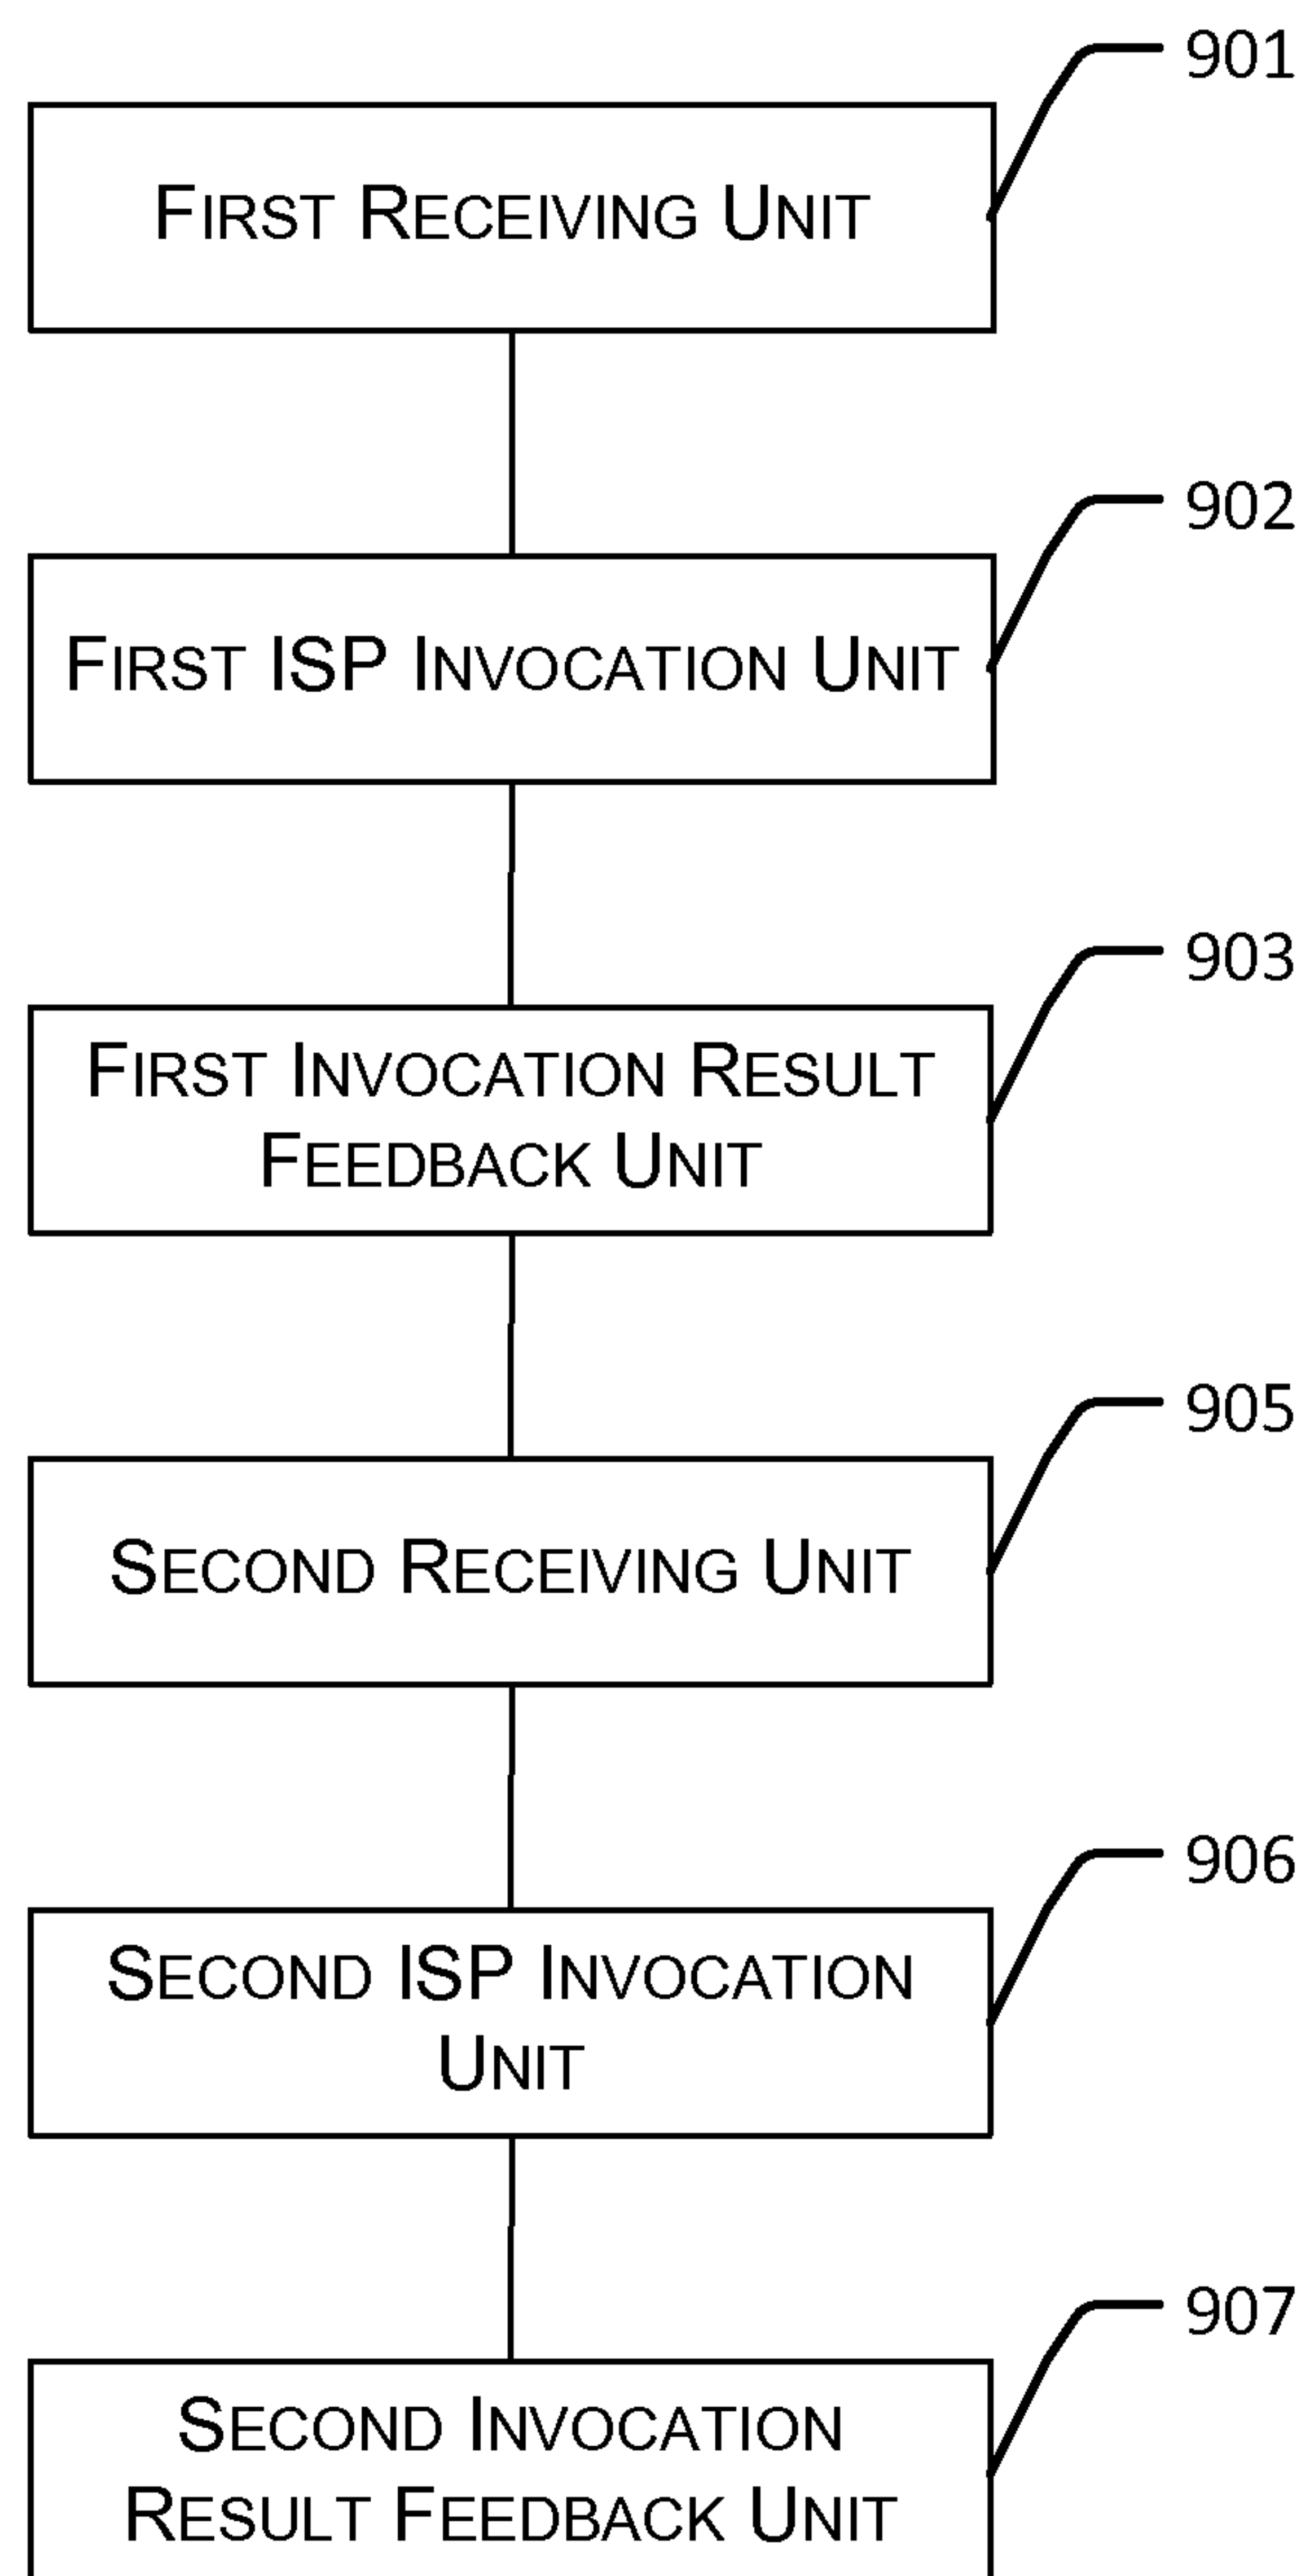 901
FIRST RECEIVING UNIT
902
FIRST ISP INVOCATION UNIT
903
FIRST INVOCATION RESULT
FEEDBACK UNIT
905
SECOND RECEIVING UNIT
906
SECOND ISP INVOCATION
UNIT
907
SECOND INVOCATION
RESULT FEEDBACK UNIT